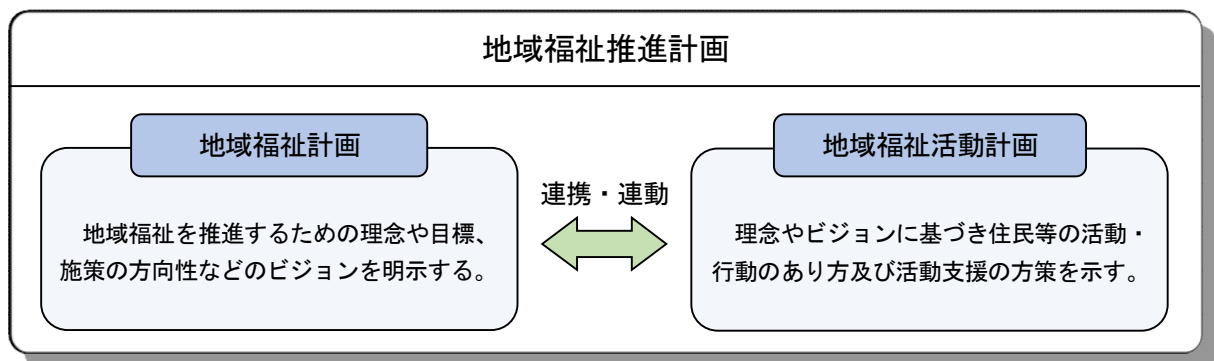 地域福祉推進計画
地域福祉計画
地域福祉を推進するための理念や目標、
施策の方向性などのビジョンを明示する。
連携・連動
地域福祉活動計画
理念やビジョンに基づき住民等の活動・
行動のあり方及び活動支援の方策を示す。